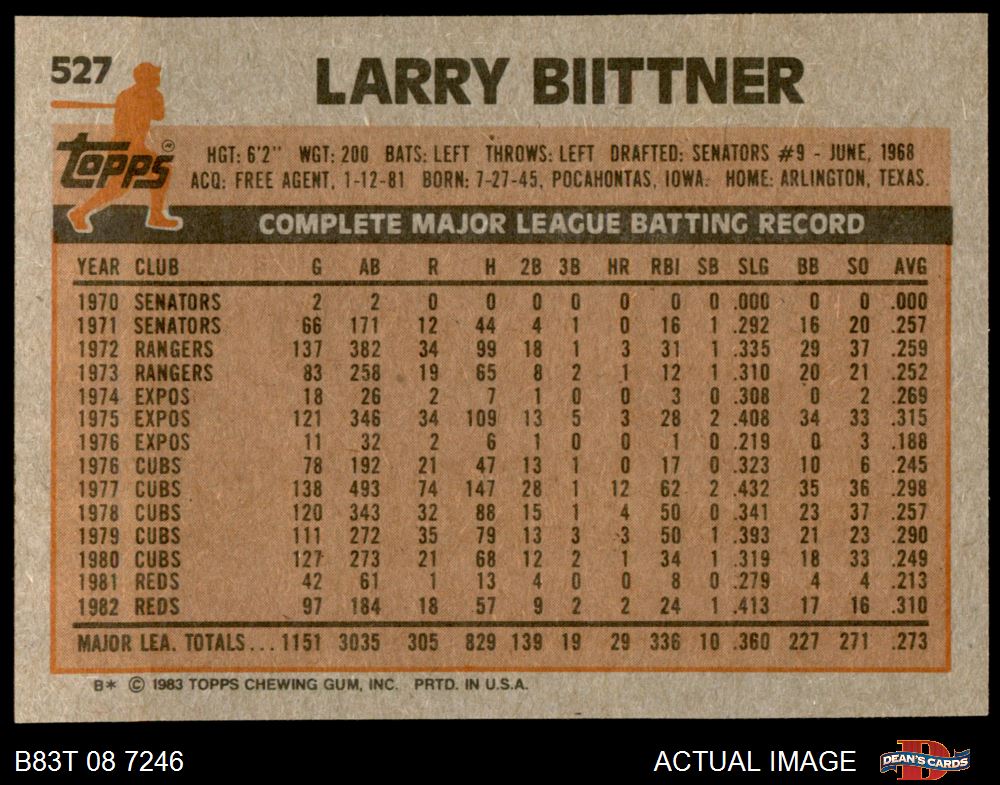 527
LARRY BIITTNER
topps®
HGT: 6'2" WGT: 200 BATS: LEFT THROWS: LEFT DRAFTED: SENATORS #9 - JUNE, 1968
ACQ: FREE AGENT, 1-12-81 BORN: 7-27-45, POCAHONTAS, IOWA. HOME: ARLINGTON, TEXAS.
COMPLETE MAJOR LEAGUE BATTING RECORD
YEAR CLUB G AB R H 2B 3B HR RBI SB SLG BB SO AVG
1970 SENATORS 2 2 0 0 0 0 0 0 0 .000 0 0 .000
1971 SENATORS 66 171 12 44 4 1 0 16 1 .292 16 20 .257
1972 RANGERS 137 382 34 99 18 1 3 31 1 .335 29 37 .259
1973 RANGERS 83 258 19 65 8 2 1 12 1 .310 20 21 .252
1974 EXPOS 18 26 2 7 1 0 0 3 0 .308 0 2 .269
1975 EXPOS 121 346 34 109 13 5 3 28 2 .408 34 33 .315
1976 EXPOS 11 32 2 6 1 0 0 1 0 .219 0 3 .188
1976 CUBS 78 192 21 47 13 1 0 17 0 .323 10 6 .245
1977 CUBS 138 493 74 147 28 1 12 62 2 .432 35 36 .298
1978 CUBS 120 343 32 88 15 1 4 50 0 .341 23 37 .257
1979 CUBS 111 272 35 79 13 3 3 50 1 .393 21 23 .290
1980 CUBS 127 273 21 68 12 2 1 34 1 .319 18 33 .249
1981 REDS 42 61 1 13 4 0 0 8 0 .279 4 4 .213
1982 REDS 97 184 18 57 9 2 2 24 1 .413 17 16 .310
MAJOR LEA. TOTALS... 1151 3035 305 829 139 19 29 336 10 .360 227 271 .273
B* © 1983 TOPPS CHEWING GUM, INC. PRTD. IN U.S.A.
B83T 08 7246 ACTUAL IMAGE
D
DEAN'S CARDS